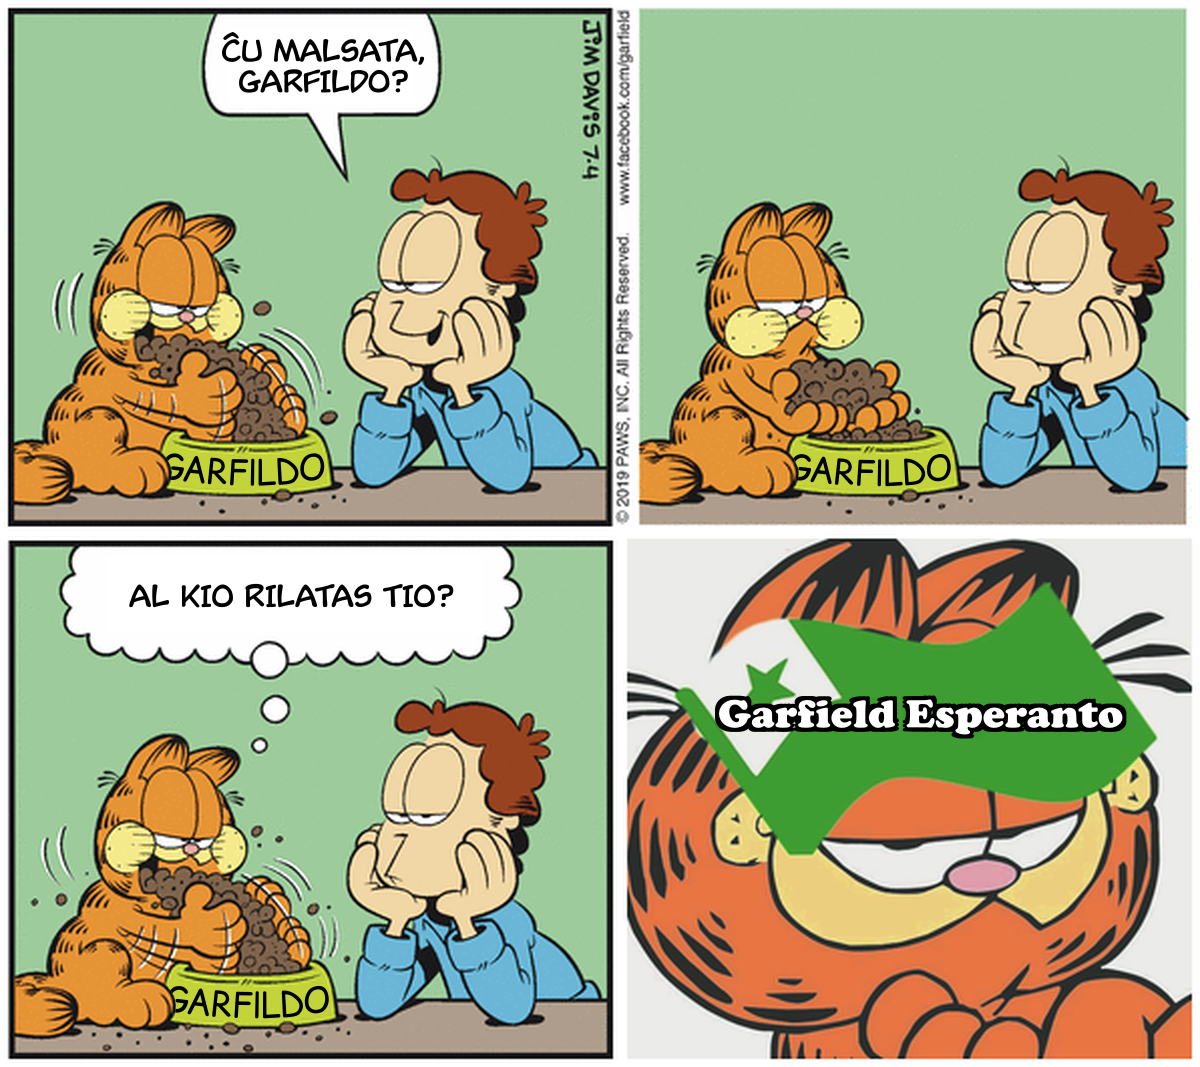 ĈU MALSATA,
GARFILDO?
JIM DAVIS 7·4
© 2019 PAWS, INC. All Rights Reserved. www.facebook.com/garfield
GARFILDO
GARFILDO
AL KIO RILATAS TIO?
GARFILDO
Garfield Esperanto